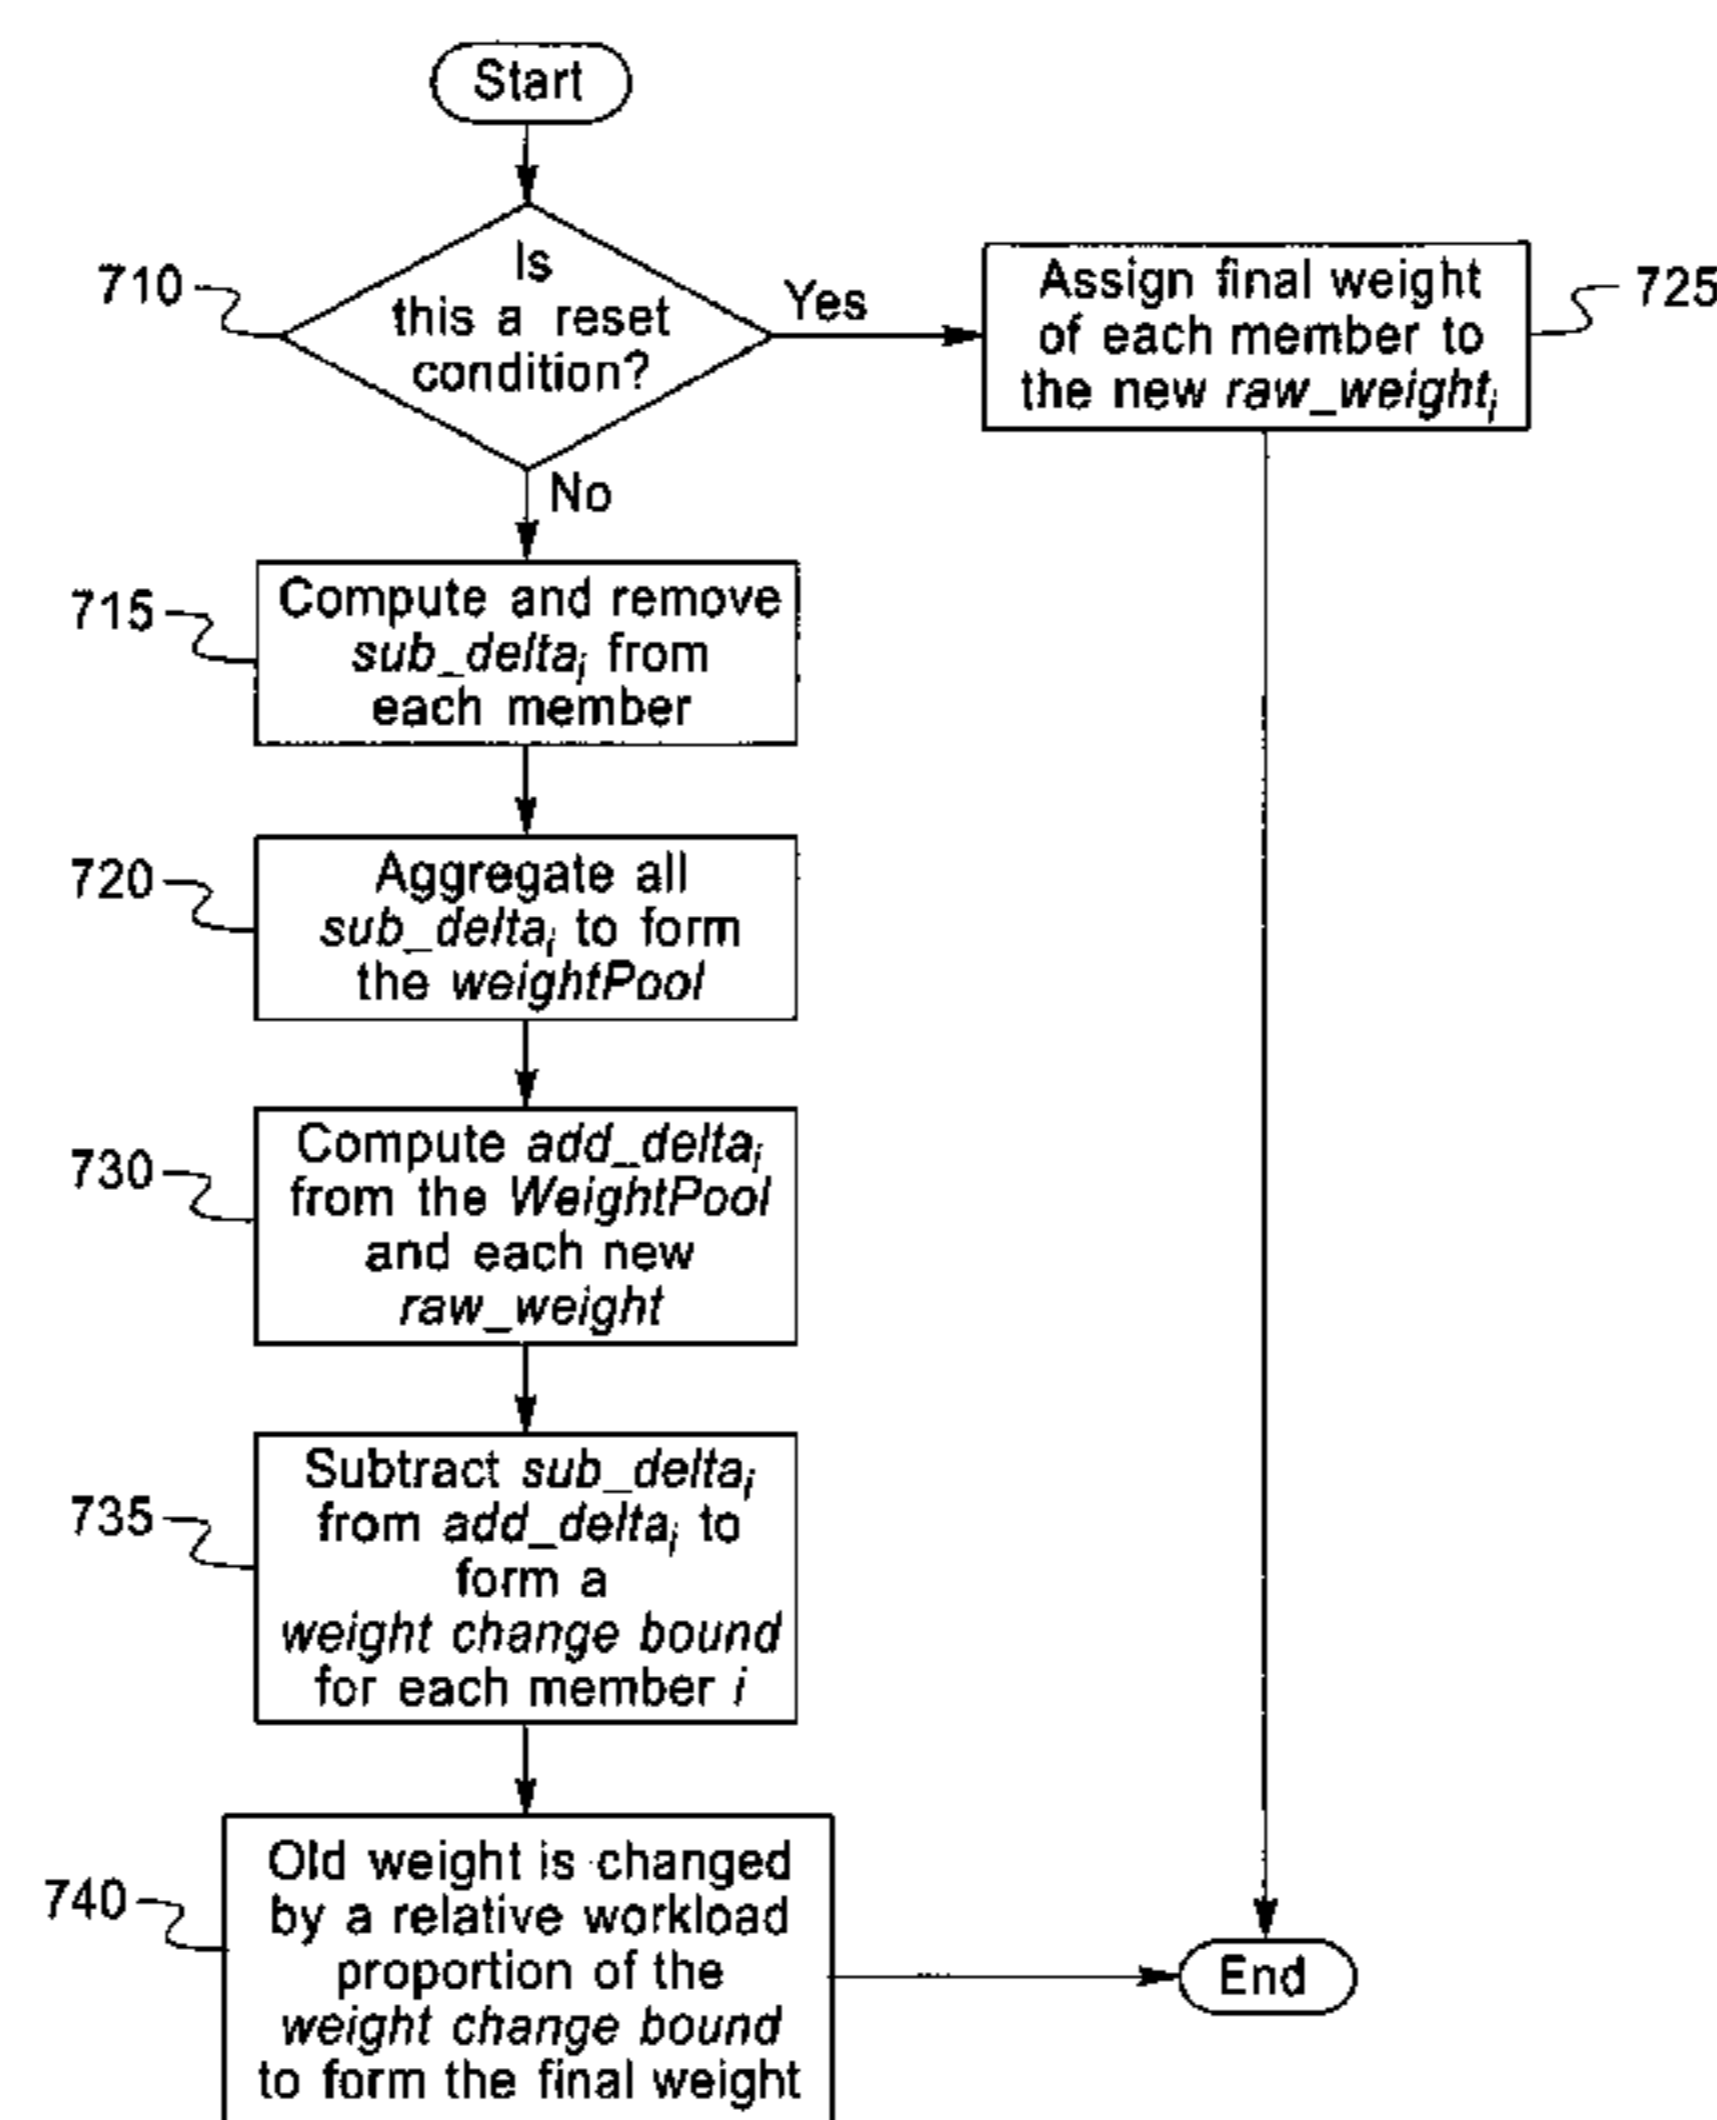 Start
710
Is
this a reset
condition?
Yes
Assign final weight
of each member to
the new raw_weighti
725
No
715
Compute and remove
sub_deltai from
each member
720
Aggregate all
sub_deltai to form
the weightPool
730
Compute add_deltai
from the WeightPool
and each new
raw_weight
735
Subtract sub_deltai
from add_deltai to
form a
weight change bound
for each member i
740
Old weight is changed
by a relative workload
proportion of the
weight change bound
to form the final weight
End